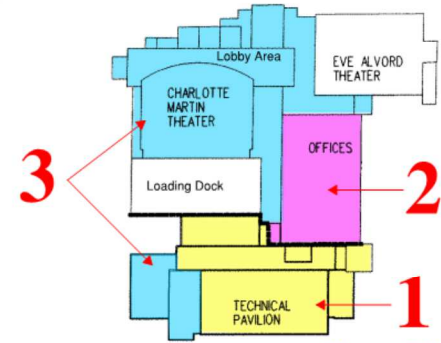 Lobby Area
EVE ALVORD
THEATER
CHARLOTTE
MARTIN
THEATER
OFFICES
3
Loading Dock
2
1
TECHNICAL
PAVILION